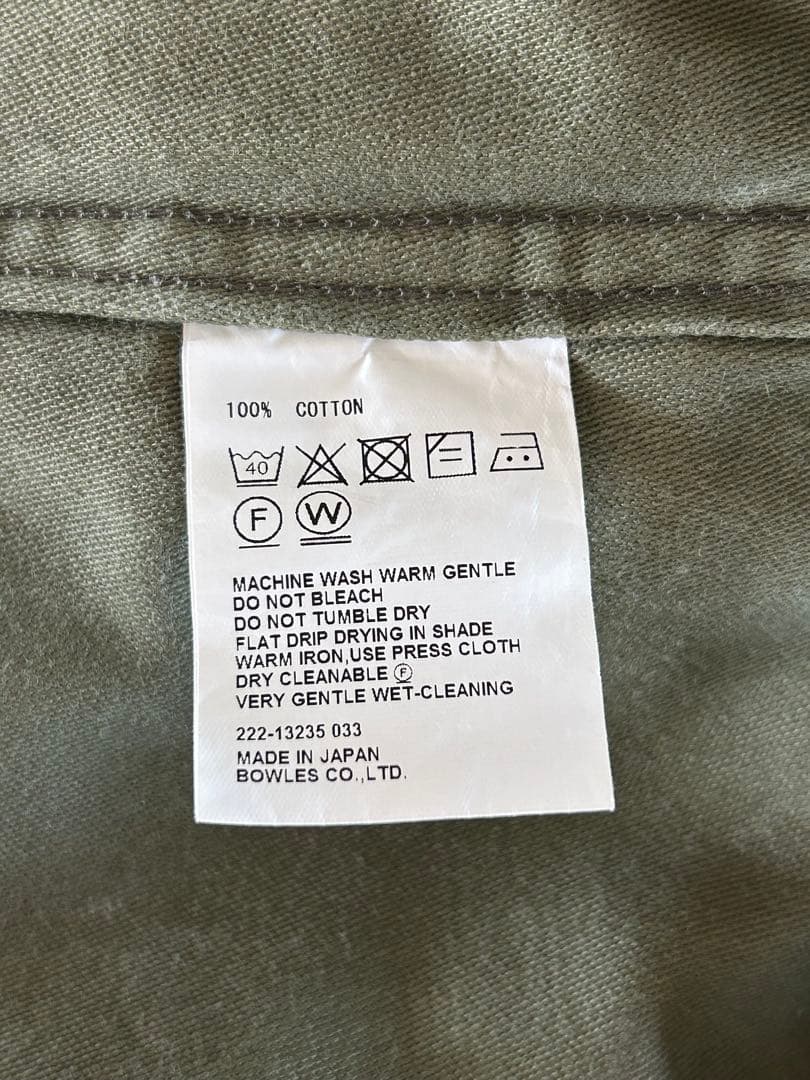 100% COTTON
40
F W
MACHINE WASH WARM GENTLE
DO NOT BLEACH
DO NOT TUMBLE DRY
FLAT DRIP DRYING IN SHADE
WARM IRON,USE PRESS CLOTH
DRY CLEANABLE Ⓕ
VERY GENTLE WET-CLEANING
222-13235 033
MADE IN JAPAN
BOWLES CO.,LTD.